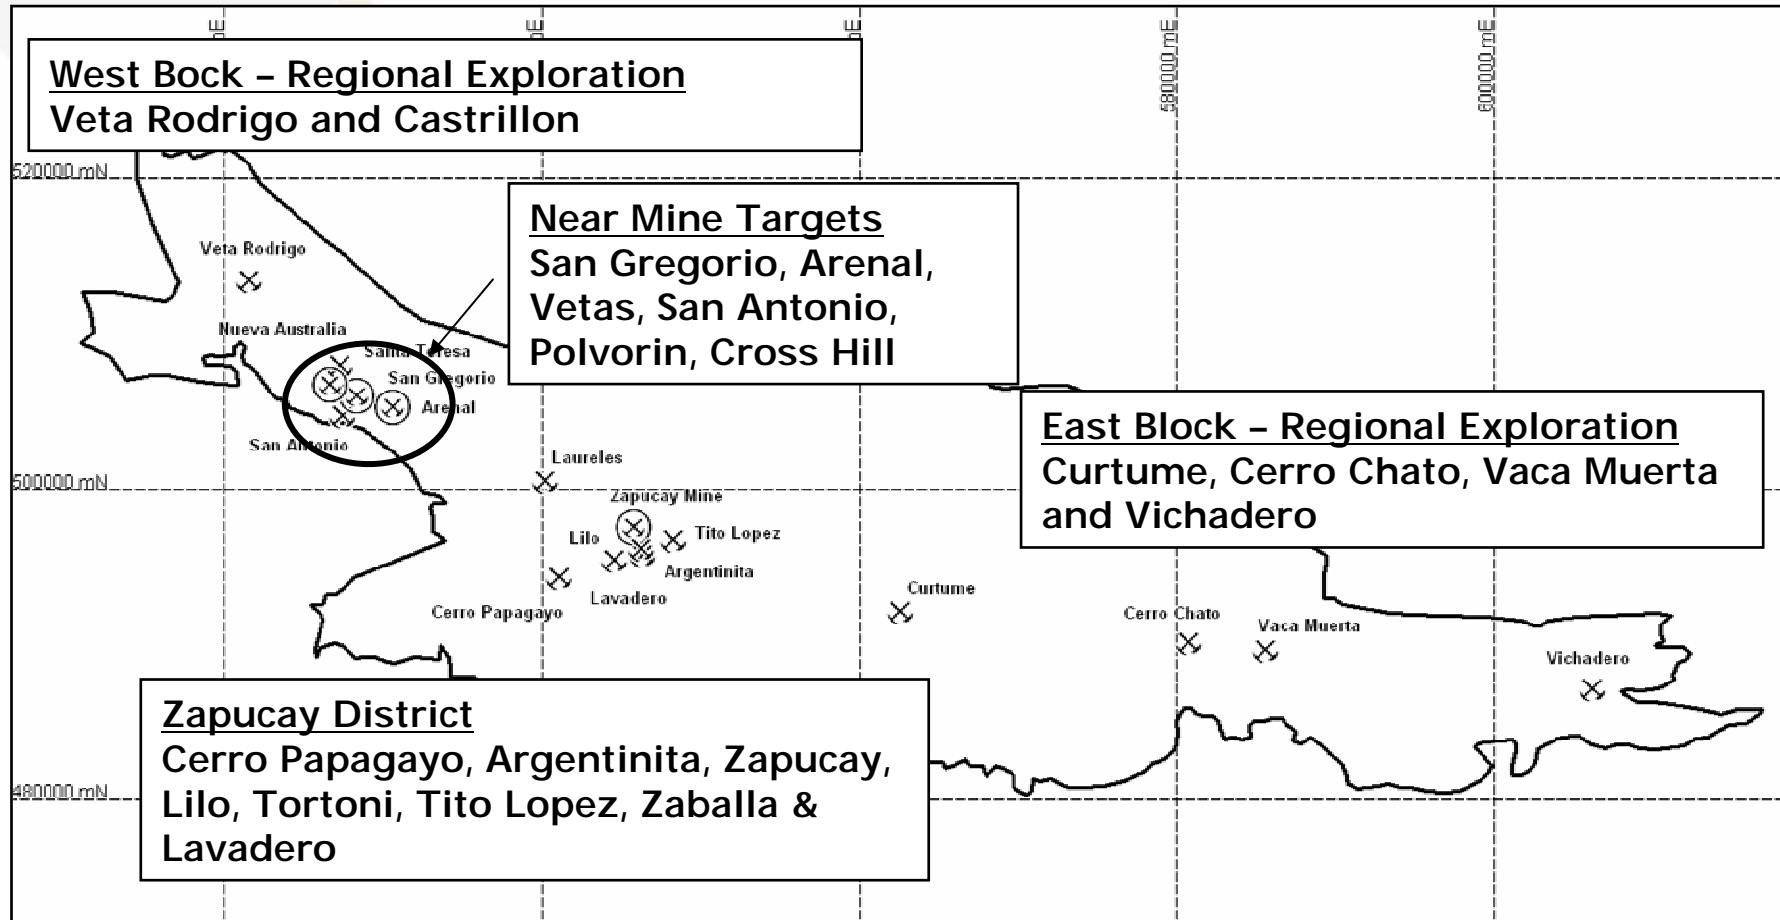 West Bock – Regional Exploration
Veta Rodrigo and Castrillon
580000 mE
600000 mE
520000 mN
Near Mine Targets
San Gregorio, Arenal,
Vetas, San Antonio,
Polvorin, Cross Hill
Veta Rodrigo
Nueva Australia
Santa Teresa
San Gregorio
Arenal
San Antonio
East Block – Regional Exploration
Curtume, Cerro Chato, Vaca Muerta
and Vichadero
Laureles
500000 mN
Zapucay Mine
Lilo
Tito Lopez
Argentinita
Lavadero
Cerro Papagayo
Curtume
Cerro Chato
Vaca Muerta
Vichadero
Zapucay District
Cerro Papagayo, Argentinita, Zapucay,
Lilo, Tortoni, Tito Lopez, Zaballa &
Lavadero
480000 mN